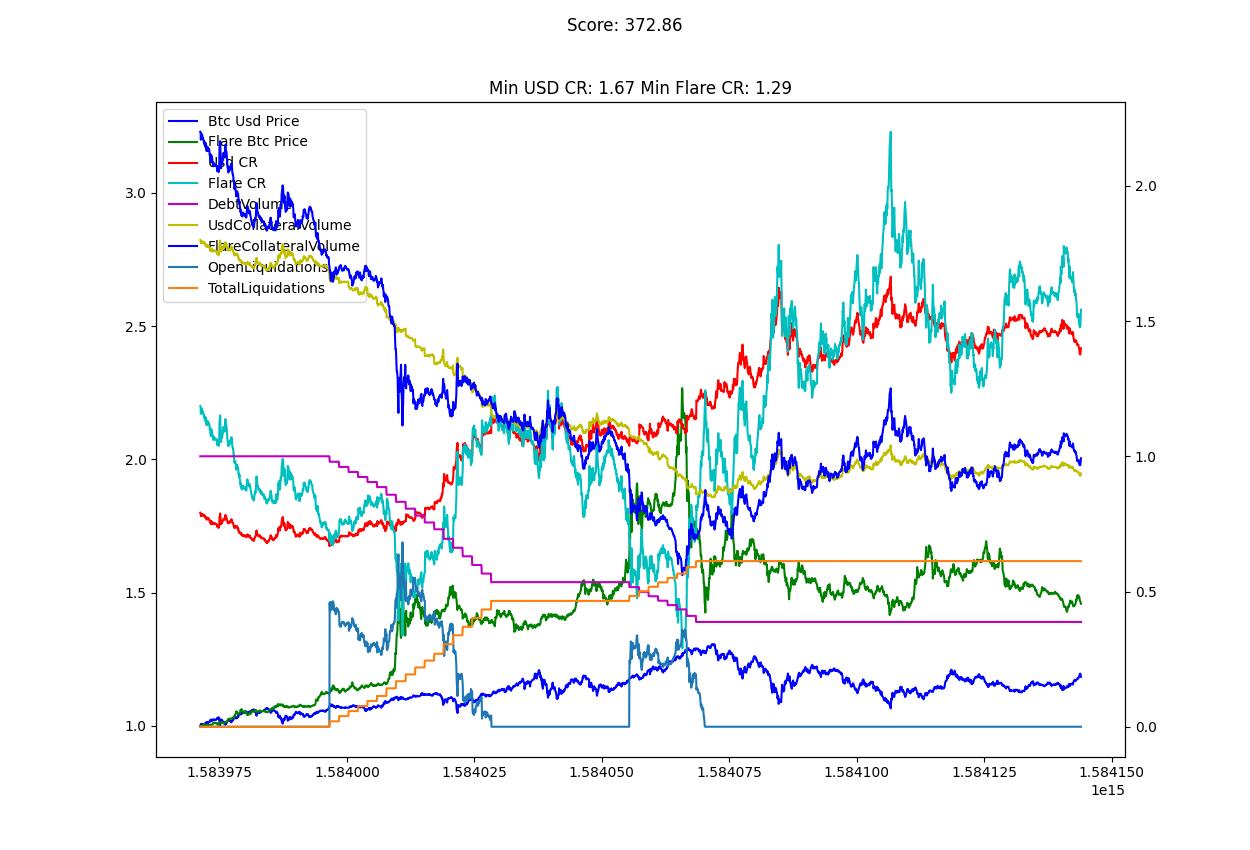 Score: 372.86
Min USD CR: 1.67 Min Flare CR: 1.29
Btc Usd Price
Flare Btc Price
Usd CR
Flare CR
DebtVolume
UsdCollateralVolume
FlareCollateralVolume
OpenLiquidations
TotalLiquidations
3.0
2.5
2.0
1.5
1.0
2.0
1.5
1.0
0.5
0.0
1.583975 1.584000 1.584025 1.584050 1.584075 1.584100 1.584125 1.584150
1e15